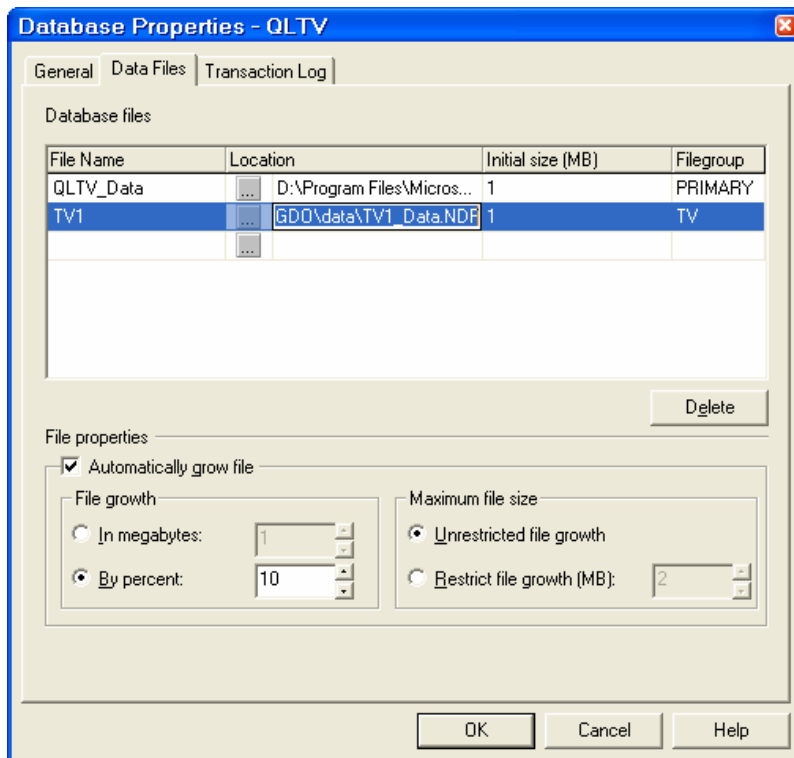 Database Properties - QLTV
General Data Files Transaction Log
Database files
File Name Location Initial size (MB) Filegroup
QLTV_Data ... D:\Program Files\Micros... 1 PRIMARY
TV1 ... GDO\data\TV1_Data.NDF 1 TV
...
Delete
File properties
Automatically grow file
File growth Maximum file size
In megabytes: 1 Unrestricted file growth
By percent: 10 Restrict file growth (MB): 2
OK Cancel Help